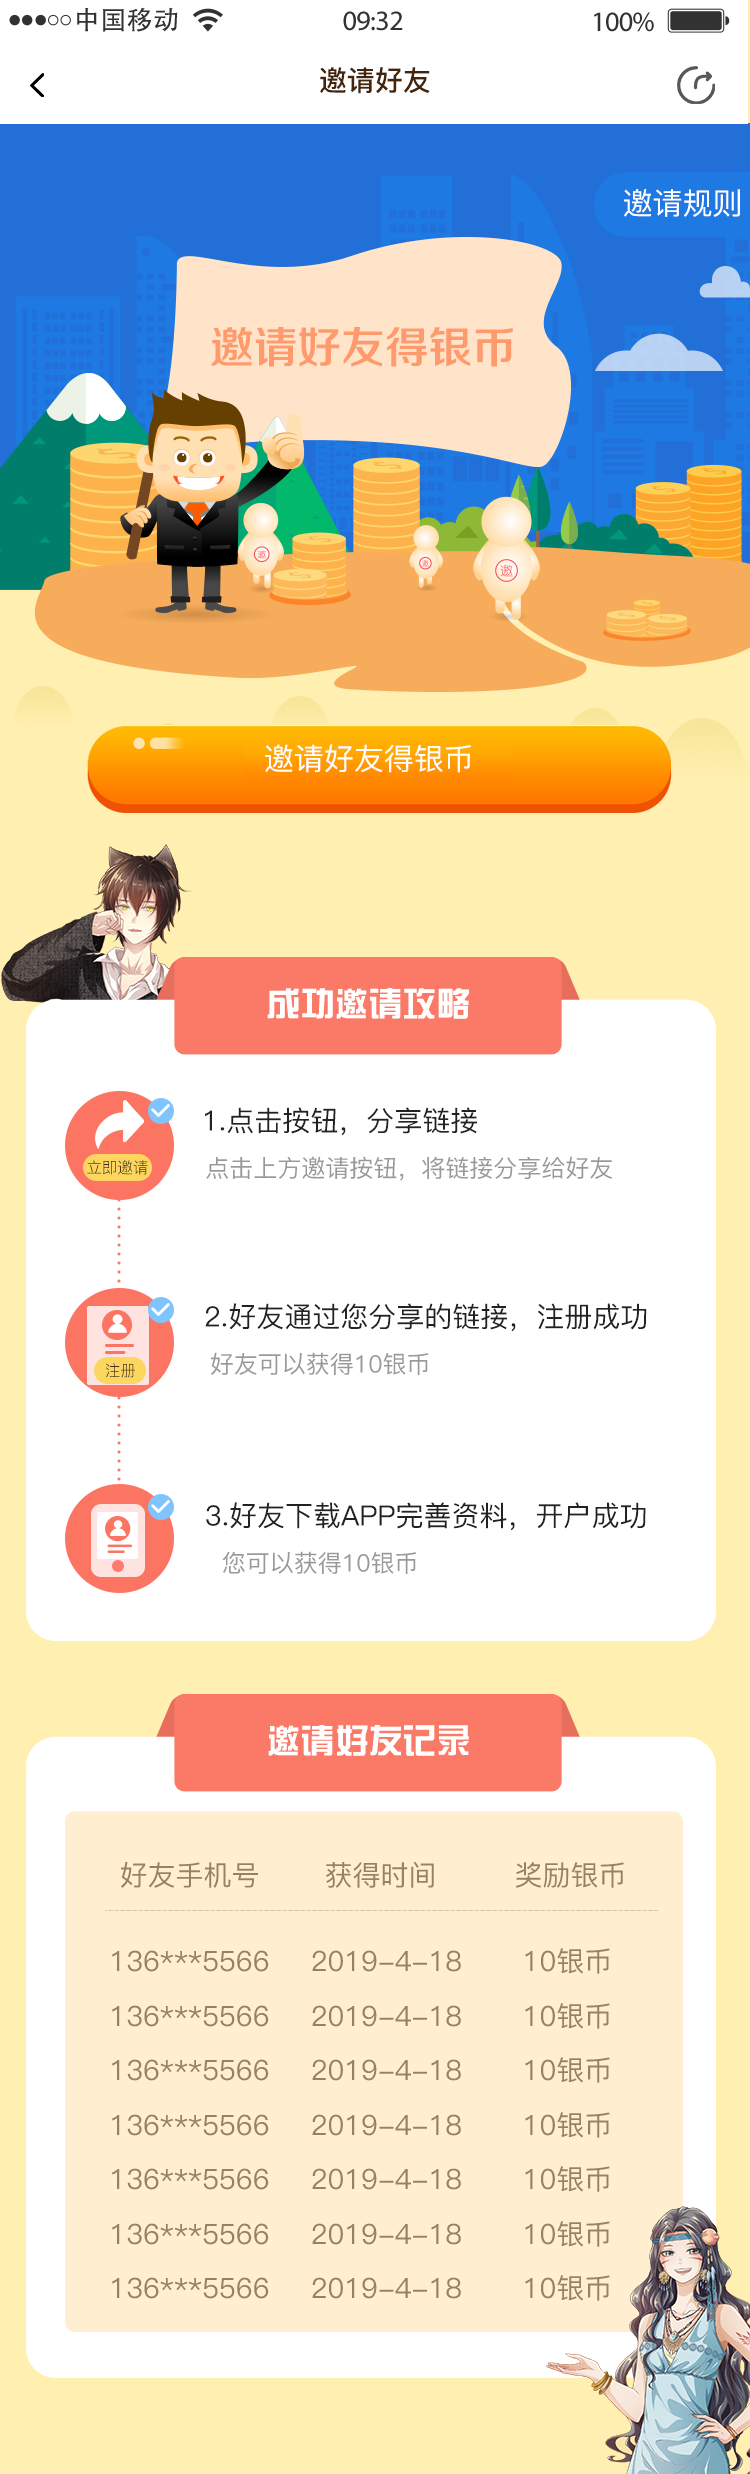 中国移动 09:32 100%
邀请好友
邀请规则
邀请好友得银币
邀
邀
邀
邀请好友得银币
成功邀请攻略
1.点击按钮，分享链接
立即邀请
点击上方邀请按钮，将链接分享给好友
2.好友通过您分享的链接，注册成功
注册
好友可以获得10银币
3.好友下载APP完善资料，开户成功
您可以获得10银币
邀请好友记录
好友手机号 获得时间 奖励银币
136***5566 2019-4-18 10银币
136***5566 2019-4-18 10银币
136***5566 2019-4-18 10银币
136***5566 2019-4-18 10银币
136***5566 2019-4-18 10银币
136***5566 2019-4-18 10银币
136***5566 2019-4-18 10银币